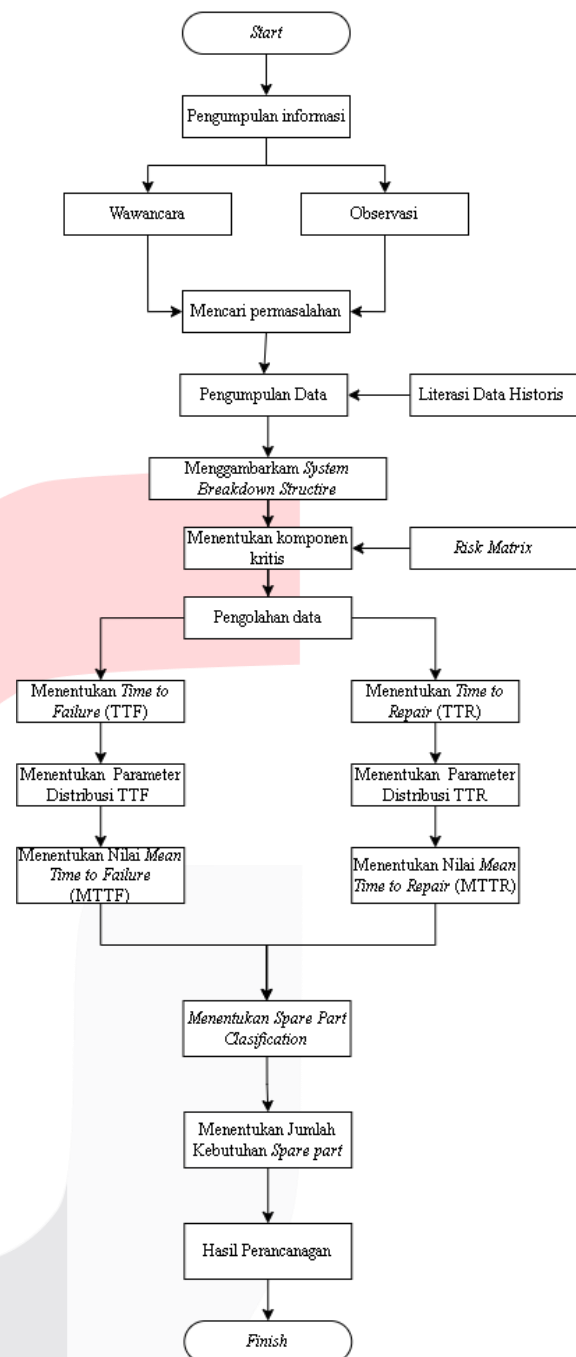 Start
Pengumpulan informasi
Wawancara
Observasi
Mencari permasalahan
Pengumpulan Data
Literasi Data Historis
Menggambarkam System
Breakdown Structire
Menentukan komponen
kritis
Risk Matrix
Pengolahan data
Menentukan Time to
Failure (TTF)
Menentukan Time to
Repair (TTR)
Menentukan Parameter
Distribusi TTF
Menentukan Parameter
Distribusi TTR
Menentukan Nilai Mean
Time to Failure
(MTTF)
Menentukan Nilai Mean
Time to Repair (MTTR)
Menentukan Spare Part
Clasification
Menentukan Jumlah
Kebutuhan Spare part
Hasil Perancanagan
Finish